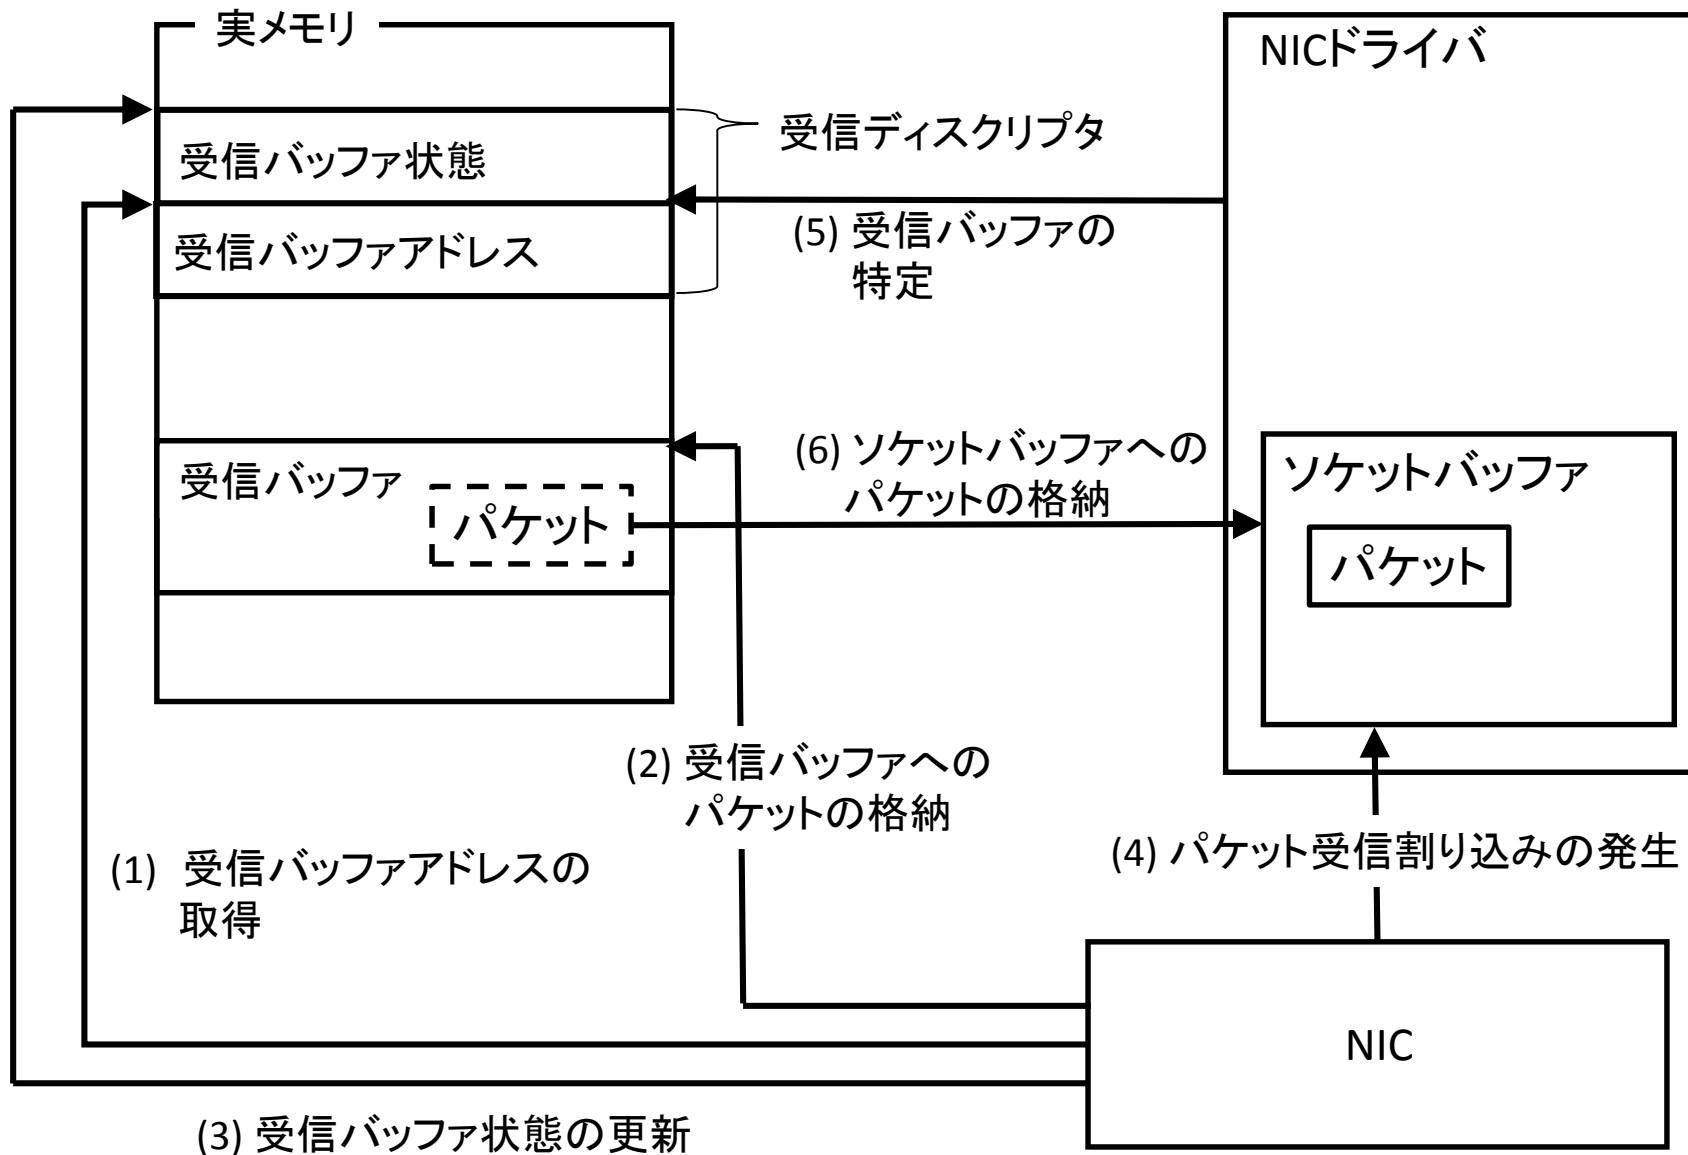 実メモリ
NICドライバ
受信ディスクリプタ
受信バッファ状態
(5) 受信バッファの
特定
受信バッファアドレス
(6) ソケットバッファへの
パケットの格納
ソケットバッファ
受信バッファ
パケット
パケット
(2) 受信バッファへの
パケットの格納
(4) パケット受信割り込みの発生
(1) 受信バッファアドレスの
取得
NIC
(3) 受信バッファ状態の更新